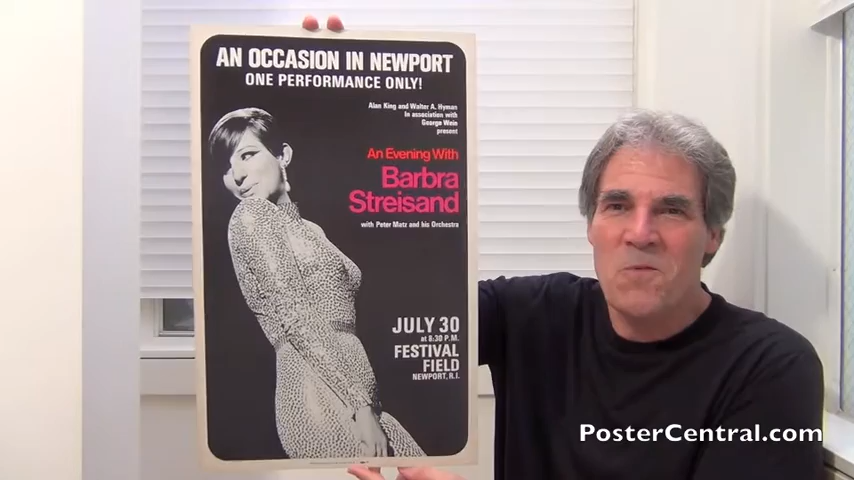 AN OCCASION IN NEWPORT
ONE PERFORMANCE ONLY!
Alan King and Walter A. Hyman
In association with
George Wein
present
An Evening With
Barbra
Streisand
with Peter Matz and his Orchestra
JULY 30
at 8:30 P.M.
FESTIVAL
FIELD
NEWPORT, R.I.
PosterCentral.com